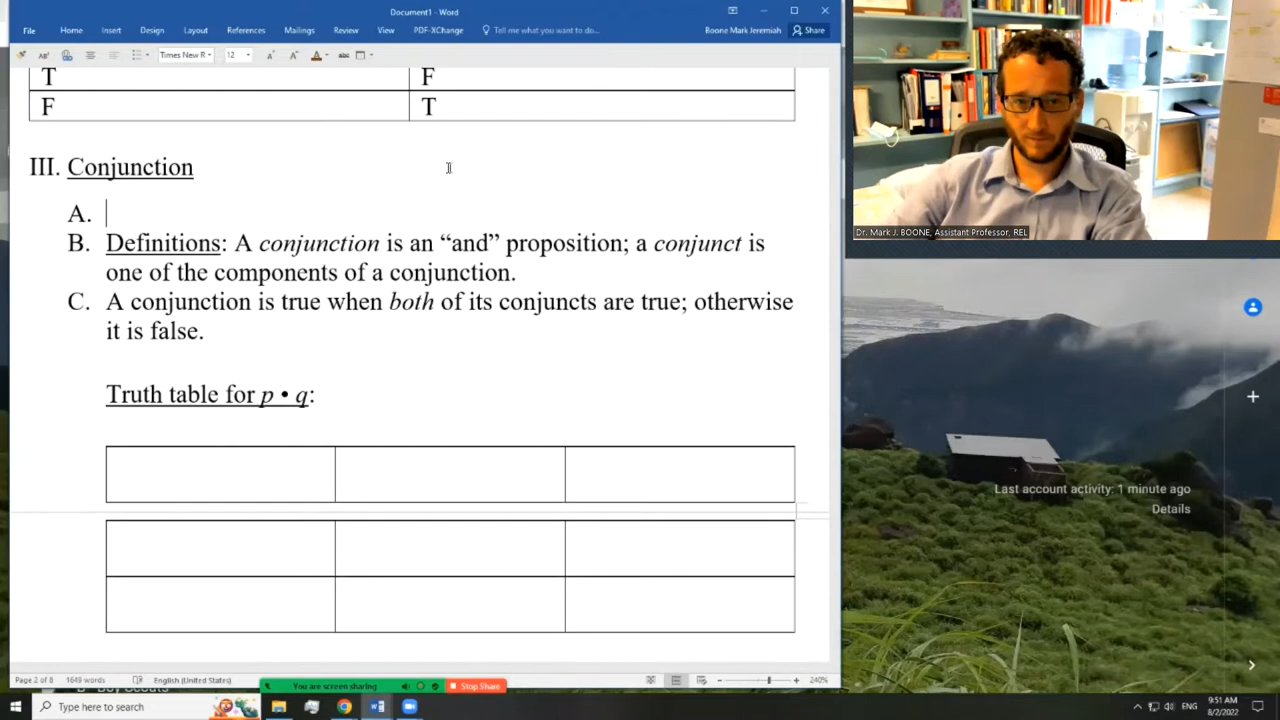 Document1 - Word
Boone Mark Jeremiah
Share
File Home Insert Design Layout References Mailings Review View PDF-XChange Tell me what you want to do...
Times New R 12
T F
F T
III. Conjunction
A.
B. Definitions: A conjunction is an “and” proposition; a conjunct is
one of the components of a conjunction.
C. A conjunction is true when both of its conjuncts are true; otherwise
it is false.
Truth table for p • q:
Page 2 of 8 1649 words English (United States) 240%
You are screen sharing Stop Share
Type here to search
Dr. Mark J. BOONE, Assistant Professor, REL
Last account activity: 1 minute ago
Details
ENG
9:51 AM
8/2/2022